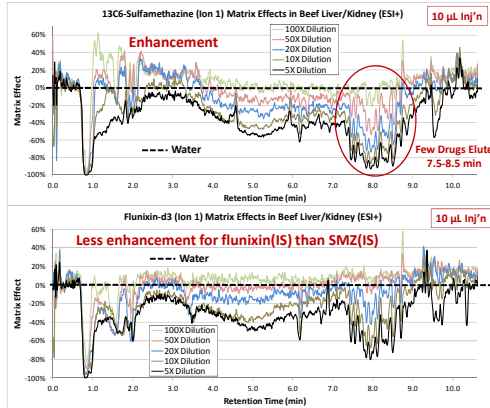 13C6-Sulfamethazine (Ion 1) Matrix Effects in Beef Liver/Kidney (ESI+)
10 µL Inj'n
Enhancement
100X Dilution
50X Dilution
20X Dilution
10X Dilution
5X Dilution
60%
40%
20%
0%
-20%
-40%
-60%
-80%
-100%
Matrix Effect
Water
Few Drugs Elute
7.5-8.5 min
0.0 1.0 2.0 3.0 4.0 5.0 6.0 7.0 8.0 9.0 10.0
Retention Time (min)
Flunixin-d3 (Ion 1) Matrix Effects in Beef Liver/Kidney (ESI+)
10 µL Inj'n
Less enhancement for flunixin(IS) than SMZ(IS)
Water
60%
40%
20%
0%
-20%
-40%
-60%
-80%
-100%
Matrix Effect
100X Dilution
50X Dilution
20X Dilution
10X Dilution
5X Dilution
0.0 1.0 2.0 3.0 4.0 5.0 6.0 7.0 8.0 9.0 10.0
Retention Time (min)